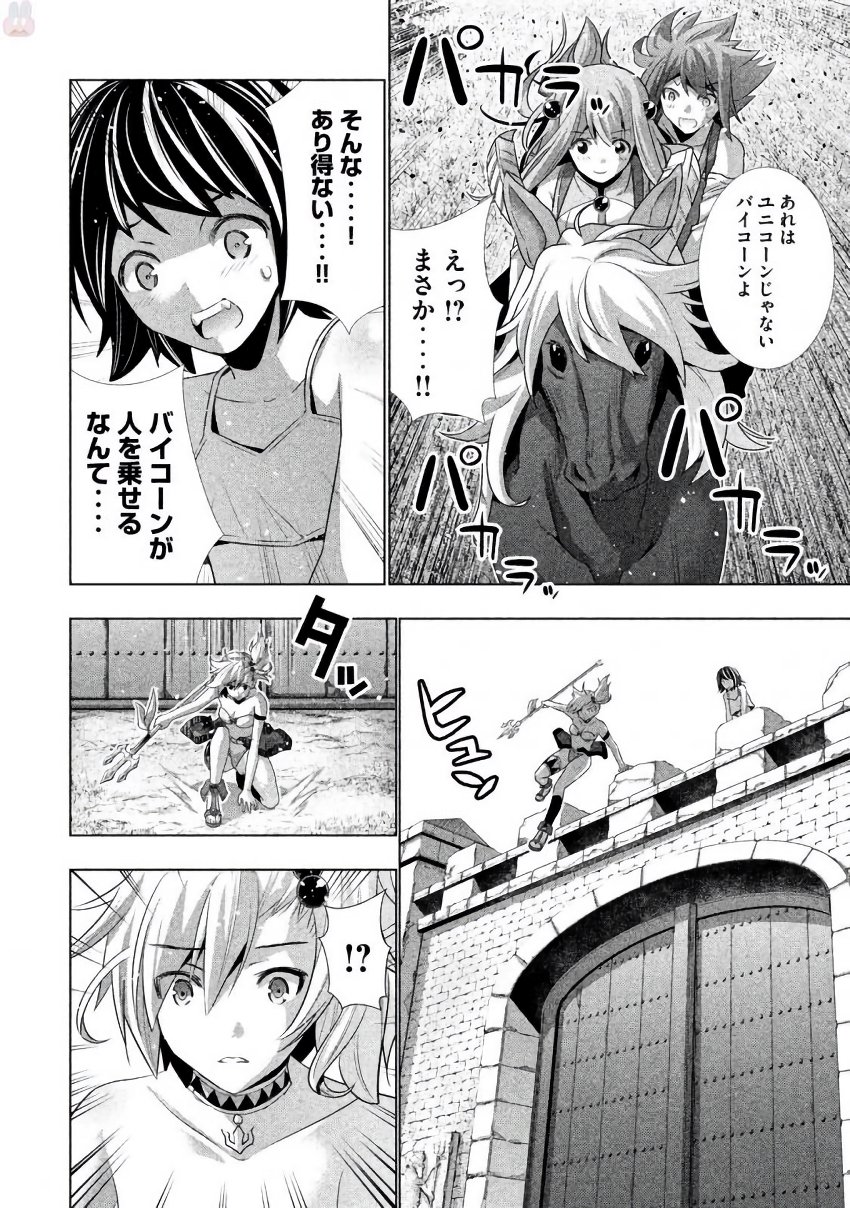 パカラッ
あれは
ユニコーンじゃない
バイコーンよ
えっ!?
まさか‥‥!!
パカラッ
パカラッ
そんな‥‥!
あり得ない‥‥!!
バイコーンが
人を乗せる
なんて‥‥
ヒュン
タッ
!?